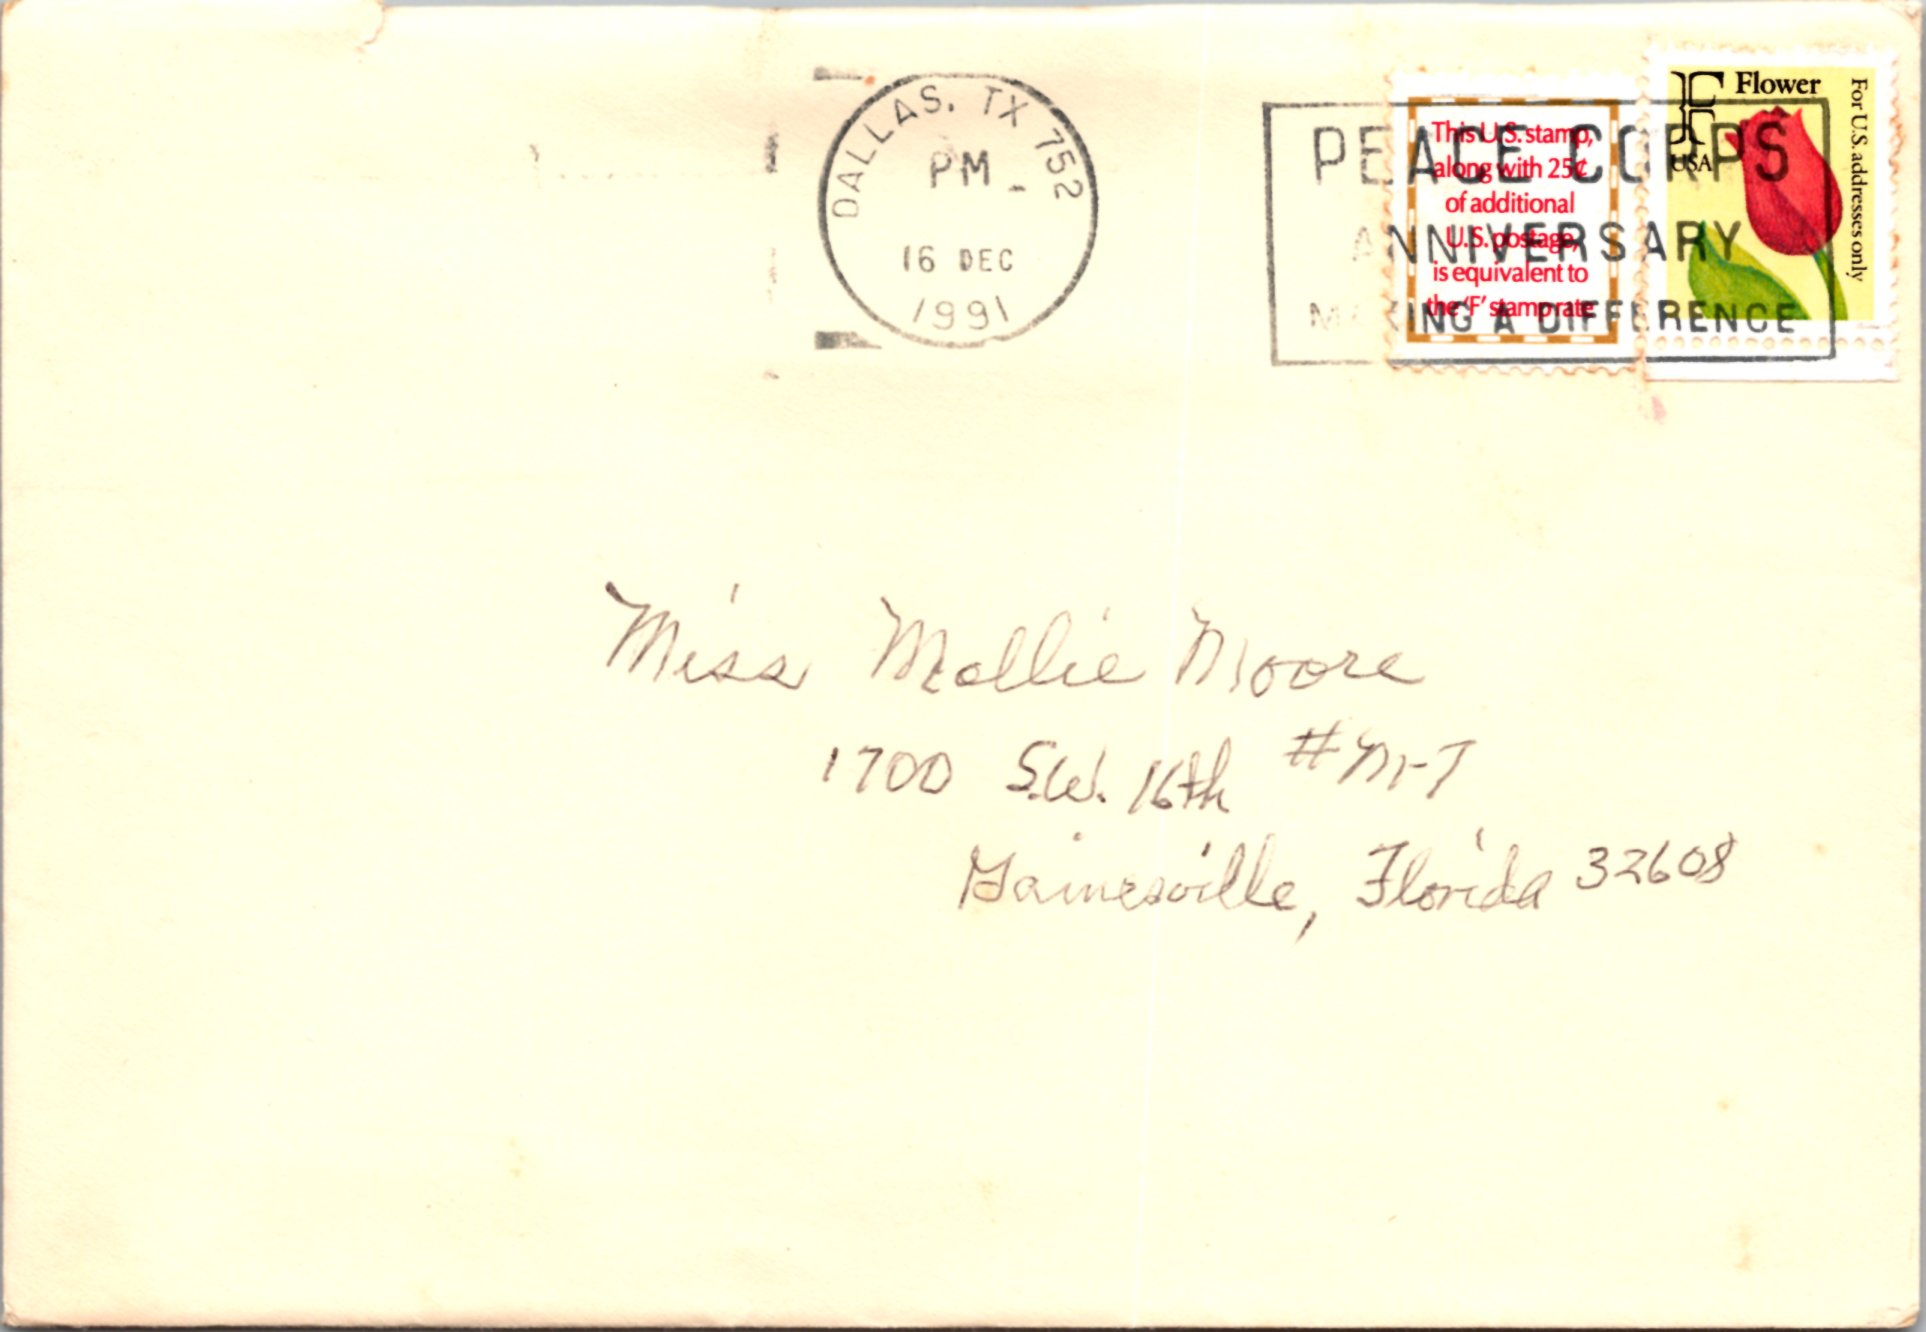 DALLAS, TX 752
PM
16 DEC
1991
PEACE CORPS
ANNIVERSARY
MAKING A DIFFERENCE
This U.S. stamp,
along with 25¢
of additional
U.S. postage,
is equivalent to
the 'F' stamp rate
F Flower
USA
For U.S. addresses only
Miss Mollie Moore
1700 S.W. 16th #M-7
Gainesville, Florida 32608